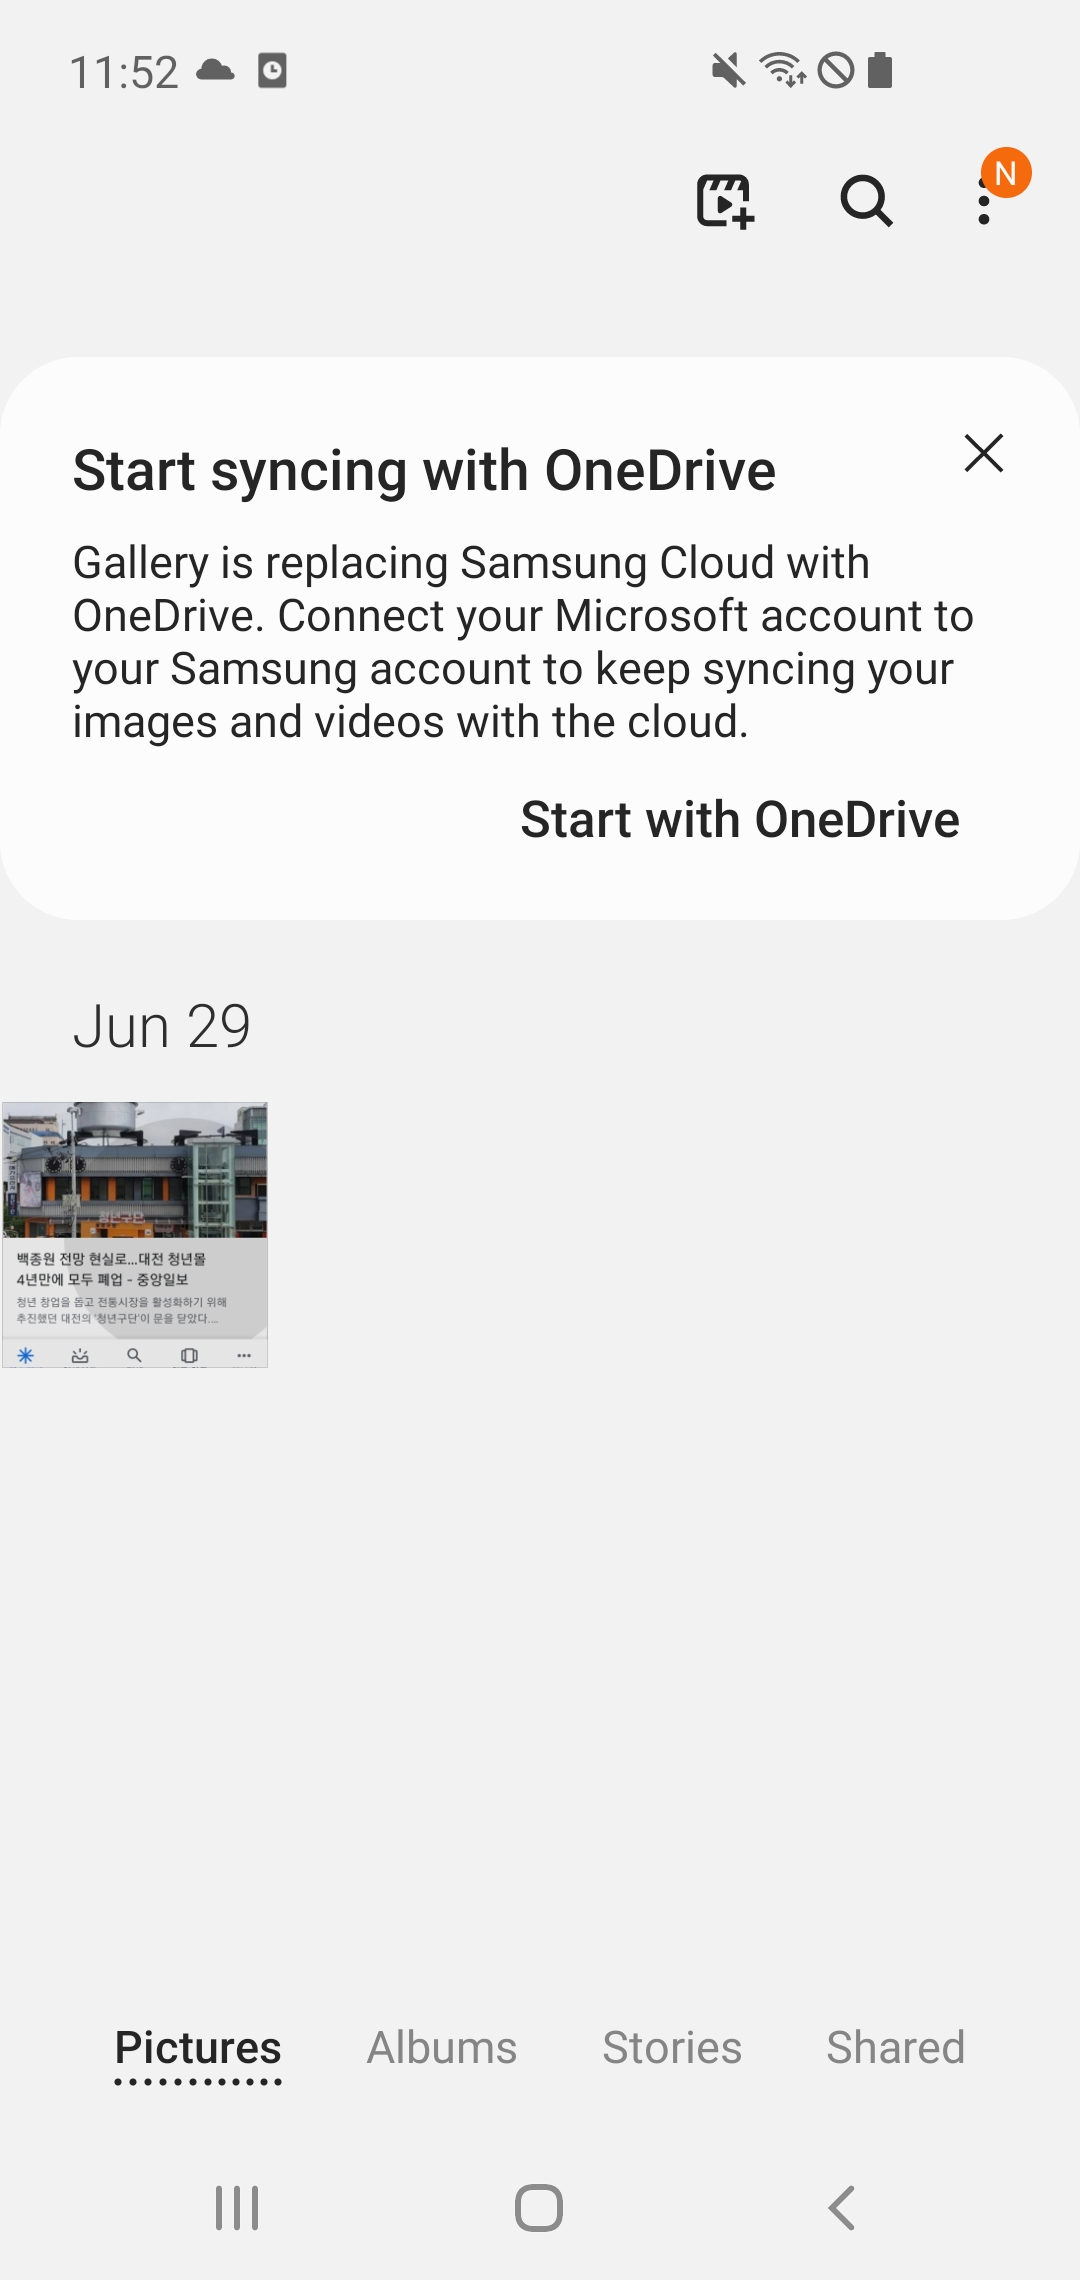 11:52
N
Start syncing with OneDrive
Gallery is replacing Samsung Cloud with
OneDrive. Connect your Microsoft account to
your Samsung account to keep syncing your
images and videos with the cloud.
Start with OneDrive
Jun 29
청년구단
백종원 전망 현실로...대전 청년몰
4년만에 모두 폐업 - 중앙일보
청년 창업을 돕고 전통시장을 활성화하기 위해
추진했던 대전의 '청년구단'이 문을 닫았다....
Pictures
Albums
Stories
Shared